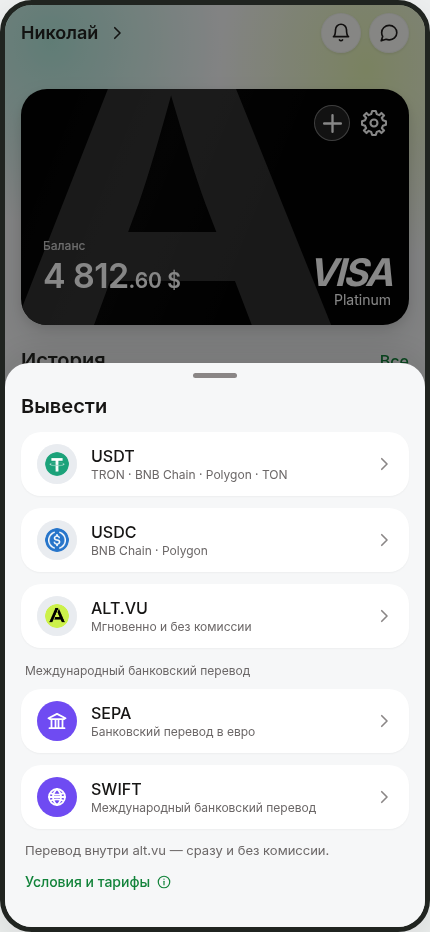 Николай
Баланс
4 812.60 $
VISA
Platinum
История
Все
Вывести
USDT
TRON · BNB Chain · Polygon · TON
USDC
BNB Chain · Polygon
ALT.VU
Мгновенно и без комиссии
Международный банковский перевод
SEPA
Банковский перевод в евро
SWIFT
Международный банковский перевод
Перевод внутри alt.vu — сразу и без комиссии.
Условия и тарифы